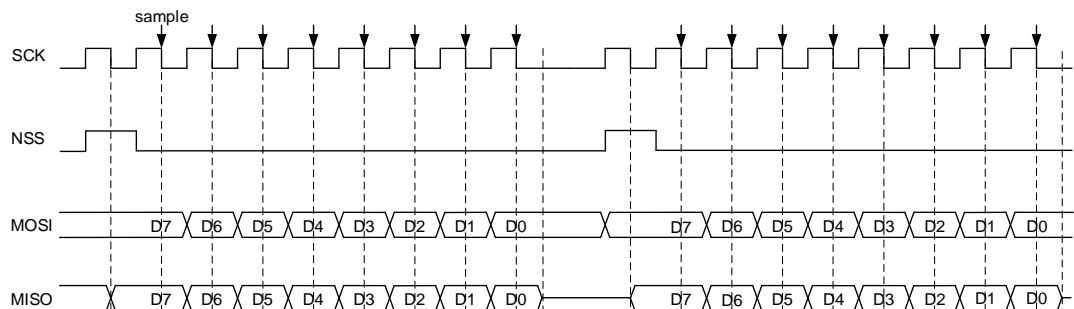 sample
SCK
NSS
MOSI D7 D6 D5 D4 D3 D2 D1 D0 D7 D6 D5 D4 D3 D2 D1 D0
MISO D7 D6 D5 D4 D3 D2 D1 D0 D7 D6 D5 D4 D3 D2 D1 D0